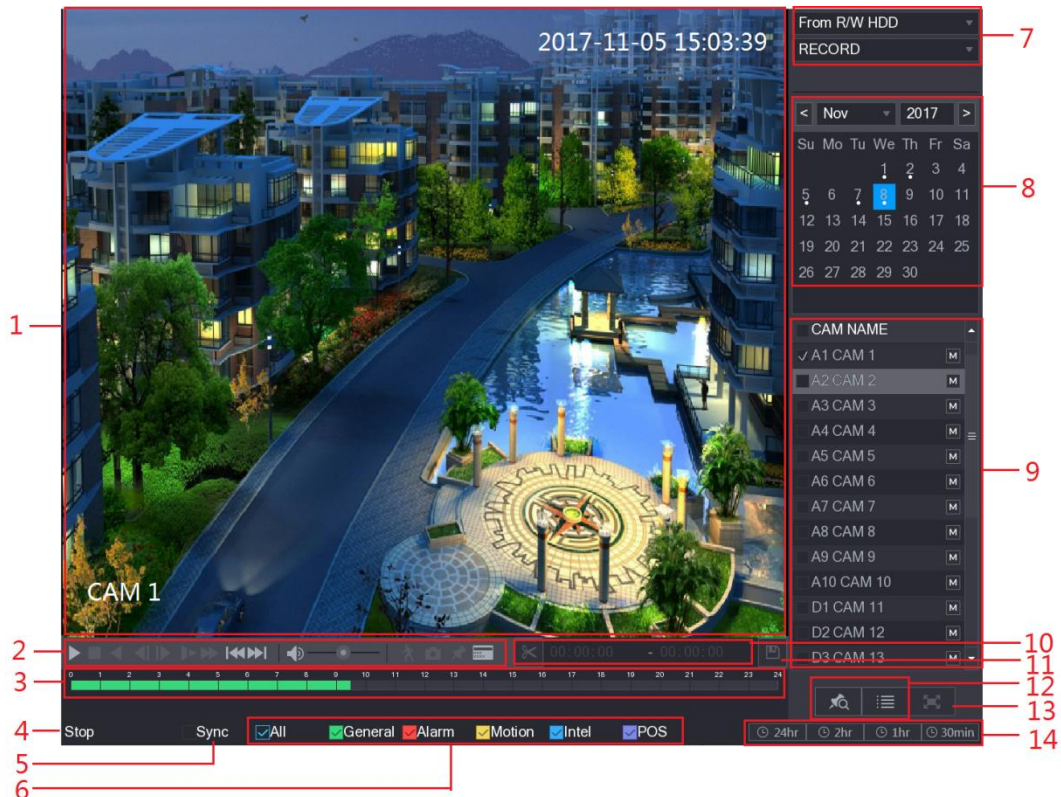 2017-11-05 15:03:39
CAM 1
From R/W HDD
RECORD
< Nov 2017 >
Su Mo Tu We Th Fr Sa
1 2 3 4
5 6 7 8 9 10 11
12 13 14 15 16 17 18
19 20 21 22 23 24 25
26 27 28 29 30
CAM NAME
A1 CAM 1 M
A2 CAM 2 M
A3 CAM 3 M
A4 CAM 4 M
A5 CAM 5 M
A6 CAM 6 M
A7 CAM 7 M
A8 CAM 8 M
A9 CAM 9 M
A10 CAM 10 M
D1 CAM 11 M
D2 CAM 12 M
D3 CAM 13 M
00:00:00 - 00:00:00
0 1 2 3 4 5 6 7 8 9 10 11 12 13 14 15 16 17 18 19 20 21 22 23 24
Stop Sync All General Alarm Motion Intel POS
24hr 2hr 1hr 30min
1
2
3
4
5
6
7
8
9
10
11
12
13
14